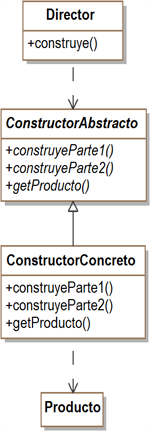 Director
+construye()
ConstructorAbstracto
+construyeParte1()
+construyeParte2()
+getProducto()
ConstructorConcreto
+construyeParte1()
+construyeParte2()
+getProducto()
Producto